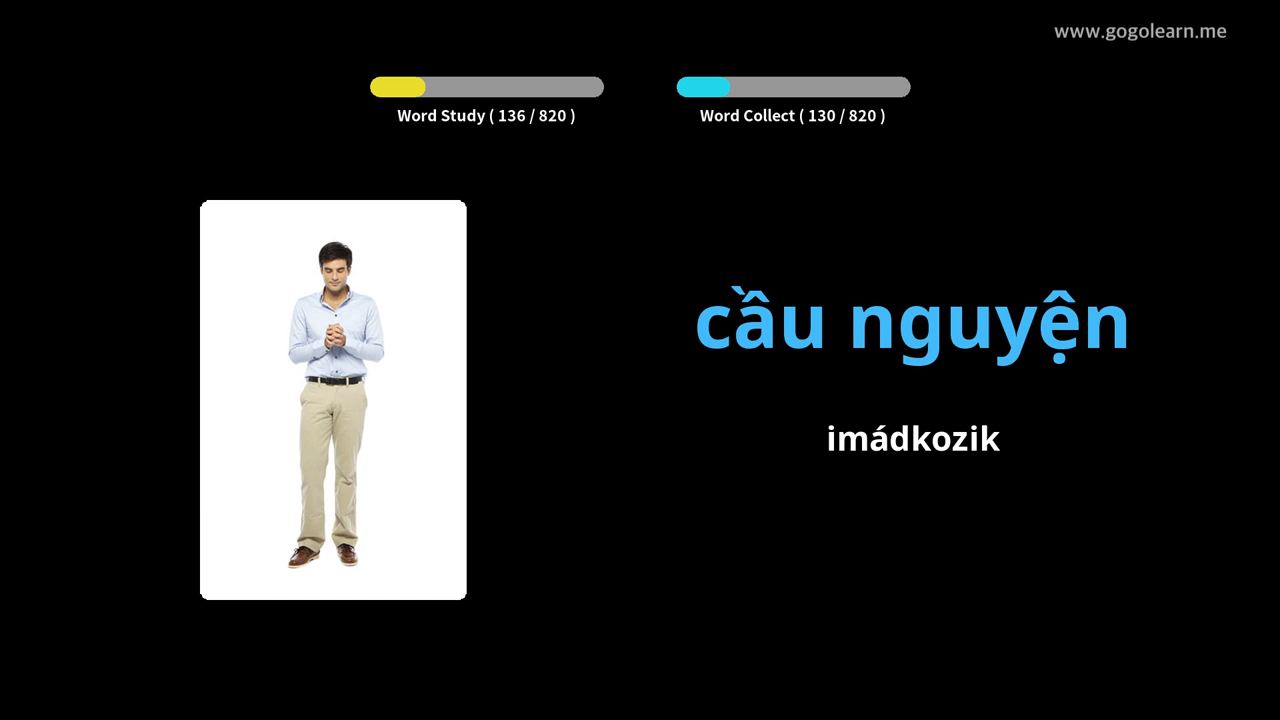 www.gogolearn.me
Word Study ( 136 / 820 )
Word Collect ( 130 / 820 )
cầu nguyện
imádkozik